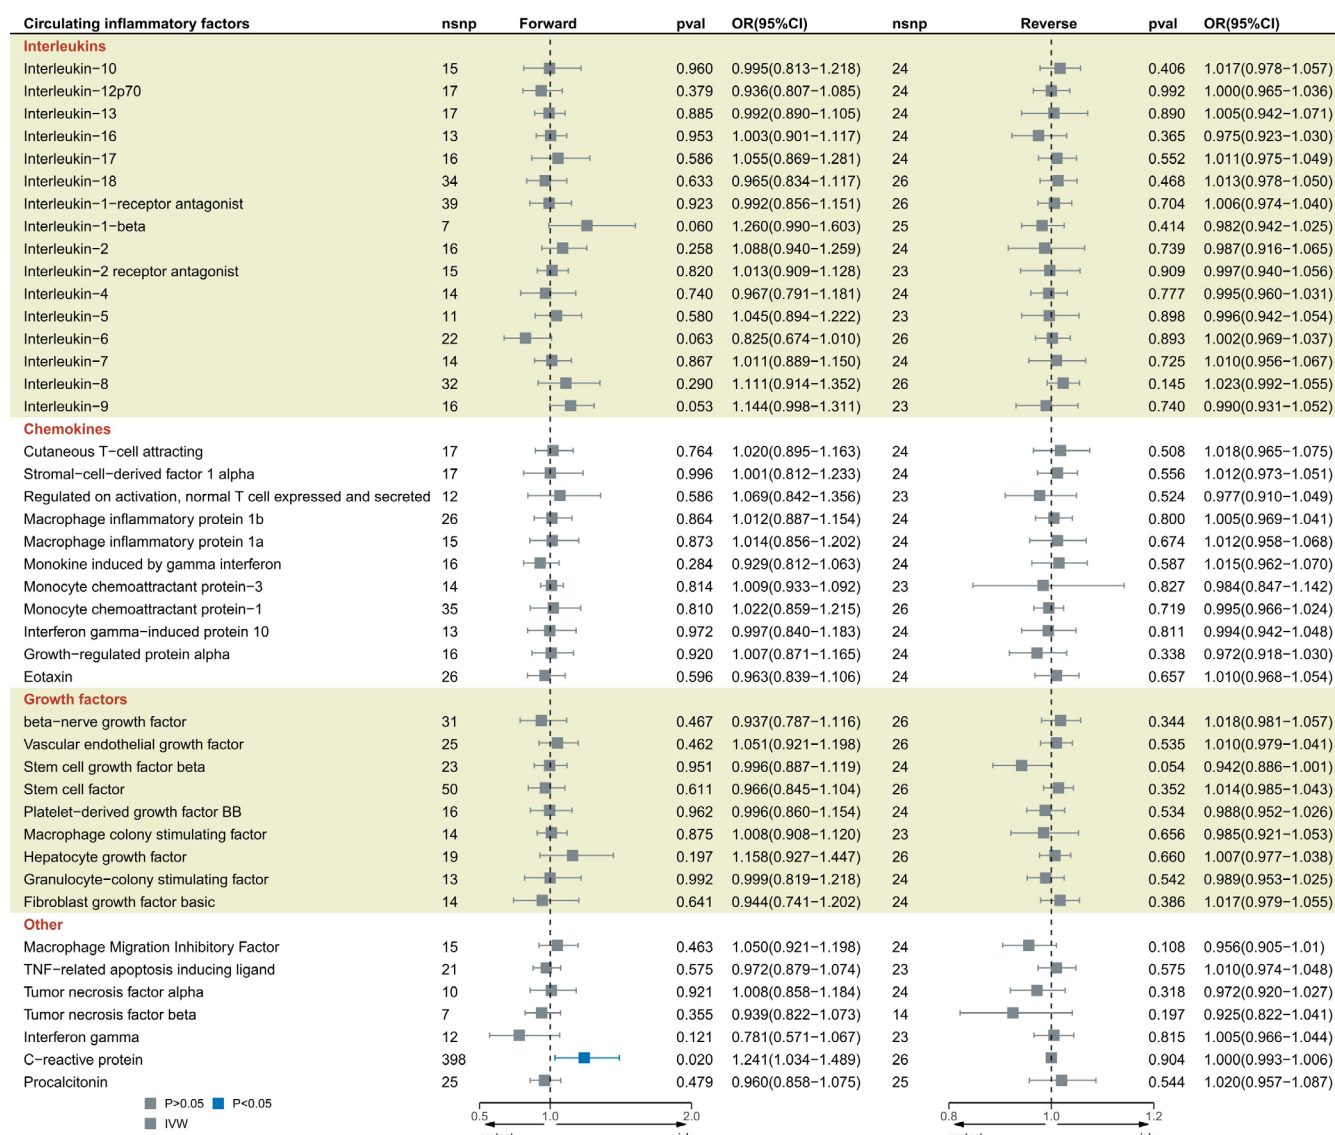 Circulating inflammatory factors nsnp Forward pval OR(95%CI) nsnp Reverse pval OR(95%CI)
Interleukins
Interleukin−10 15 0.960 0.995(0.813−1.218) 24 0.406 1.017(0.978−1.057)
Interleukin−12p70 17 0.379 0.936(0.807−1.085) 24 0.992 1.000(0.965−1.036)
Interleukin−13 17 0.885 0.992(0.890−1.105) 24 0.890 1.005(0.942−1.071)
Interleukin−16 13 0.953 1.003(0.901−1.117) 24 0.365 0.975(0.923−1.030)
Interleukin−17 16 0.586 1.055(0.869−1.281) 24 0.552 1.011(0.975−1.049)
Interleukin−18 34 0.633 0.965(0.834−1.117) 26 0.468 1.013(0.978−1.050)
Interleukin−1−receptor antagonist 39 0.923 0.992(0.856−1.151) 26 0.704 1.006(0.974−1.040)
Interleukin−1−beta 7 0.060 1.260(0.990−1.603) 25 0.414 0.982(0.942−1.025)
Interleukin−2 16 0.258 1.088(0.940−1.259) 24 0.739 0.987(0.916−1.065)
Interleukin−2 receptor antagonist 15 0.820 1.013(0.909−1.128) 23 0.909 0.997(0.940−1.056)
Interleukin−4 14 0.740 0.967(0.791−1.181) 24 0.777 0.995(0.960−1.031)
Interleukin−5 11 0.580 1.045(0.894−1.222) 23 0.898 0.996(0.942−1.054)
Interleukin−6 22 0.063 0.825(0.674−1.010) 26 0.893 1.002(0.969−1.037)
Interleukin−7 14 0.867 1.011(0.889−1.150) 24 0.725 1.010(0.956−1.067)
Interleukin−8 32 0.290 1.111(0.914−1.352) 26 0.145 1.023(0.992−1.055)
Interleukin−9 16 0.053 1.144(0.998−1.311) 23 0.740 0.990(0.931−1.052)
Chemokines
Cutaneous T−cell attracting 17 0.764 1.020(0.895−1.163) 24 0.508 1.018(0.965−1.075)
Stromal−cell−derived factor 1 alpha 17 0.996 1.001(0.812−1.233) 24 0.556 1.012(0.973−1.051)
Regulated on activation, normal T cell expressed and secreted 12 0.586 1.069(0.842−1.356) 23 0.524 0.977(0.910−1.049)
Macrophage inflammatory protein 1b 26 0.864 1.012(0.887−1.154) 24 0.800 1.005(0.969−1.041)
Macrophage inflammatory protein 1a 15 0.873 1.014(0.856−1.202) 24 0.674 1.012(0.958−1.068)
Monokine induced by gamma interferon 16 0.284 0.929(0.812−1.063) 24 0.587 1.015(0.962−1.070)
Monocyte chemoattractant protein−3 14 0.814 1.009(0.933−1.092) 23 0.827 0.984(0.847−1.142)
Monocyte chemoattractant protein−1 35 0.810 1.022(0.859−1.215) 26 0.719 0.995(0.966−1.024)
Interferon gamma−induced protein 10 13 0.972 0.997(0.840−1.183) 24 0.811 0.994(0.942−1.048)
Growth−regulated protein alpha 16 0.920 1.007(0.871−1.165) 24 0.338 0.972(0.918−1.030)
Eotaxin 26 0.596 0.963(0.839−1.106) 24 0.657 1.010(0.968−1.054)
Growth factors
beta−nerve growth factor 31 0.467 0.937(0.787−1.116) 26 0.344 1.018(0.981−1.057)
Vascular endothelial growth factor 25 0.462 1.051(0.921−1.198) 26 0.535 1.010(0.979−1.041)
Stem cell growth factor beta 23 0.951 0.996(0.887−1.119) 24 0.054 0.942(0.886−1.001)
Stem cell factor 50 0.611 0.966(0.845−1.104) 26 0.352 1.014(0.985−1.043)
Platelet−derived growth factor BB 16 0.962 0.996(0.860−1.154) 24 0.534 0.988(0.952−1.026)
Macrophage colony stimulating factor 14 0.875 1.008(0.908−1.120) 23 0.656 0.985(0.921−1.053)
Hepatocyte growth factor 19 0.197 1.158(0.927−1.447) 26 0.660 1.007(0.977−1.038)
Granulocyte−colony stimulating factor 13 0.992 0.999(0.819−1.218) 24 0.542 0.989(0.953−1.025)
Fibroblast growth factor basic 14 0.641 0.944(0.741−1.202) 24 0.386 1.017(0.979−1.055)
Other
Macrophage Migration Inhibitory Factor 15 0.463 1.050(0.921−1.198) 24 0.108 0.956(0.905−1.01)
TNF−related apoptosis inducing ligand 21 0.575 0.972(0.879−1.074) 23 0.575 1.010(0.974−1.048)
Tumor necrosis factor alpha 10 0.921 1.008(0.858−1.184) 24 0.318 0.972(0.920−1.027)
Tumor necrosis factor beta 7 0.355 0.939(0.822−1.073) 14 0.197 0.925(0.822−1.041)
Interferon gamma 12 0.121 0.781(0.571−1.067) 23 0.815 1.005(0.966−1.044)
C−reactive protein 398 0.020 1.241(1.034−1.489) 26 0.904 1.000(0.993−1.006)
Procalcitonin 25 0.479 0.960(0.858−1.075) 25 0.544 1.020(0.957−1.087)
P>0.05 P<0.05
IVW
0.5 1.0 2.0 0.8 1.0 1.2